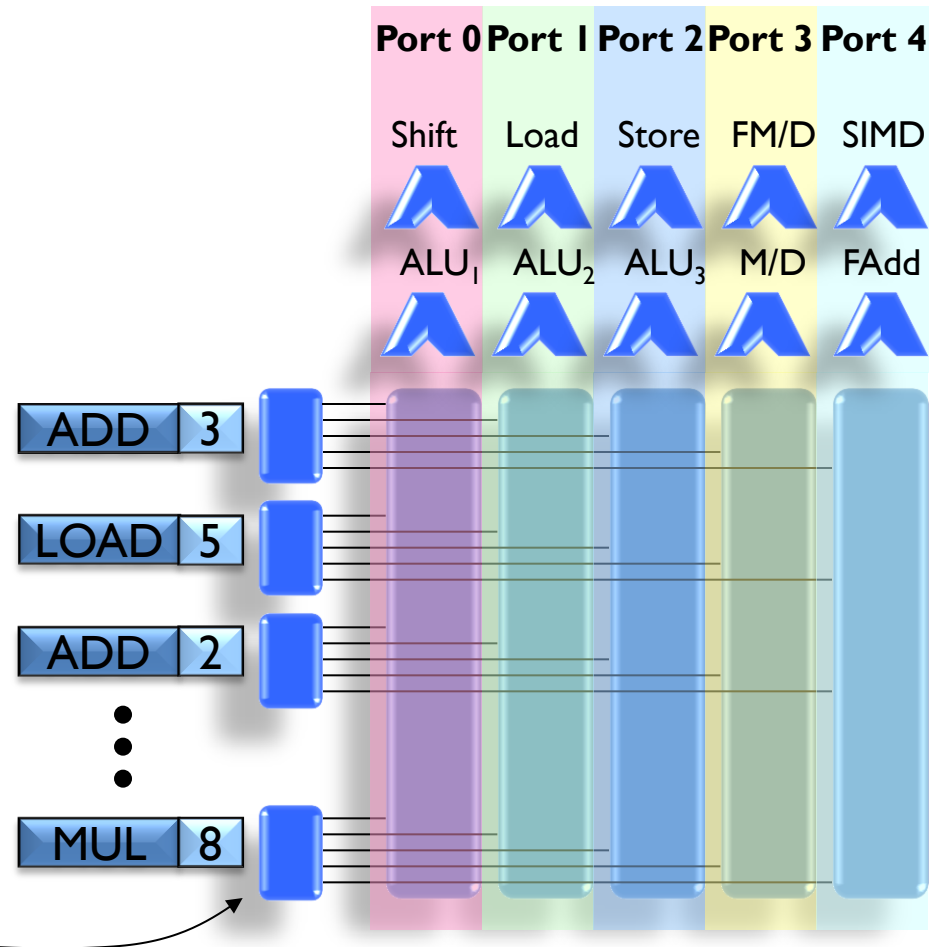 Port 0 Port 1 Port 2 Port 3 Port 4
Shift Load Store FM/D SIMD
ALU₁ ALU₂ ALU₃ M/D FAdd
ADD 3
LOAD 5
ADD 2
MUL 8